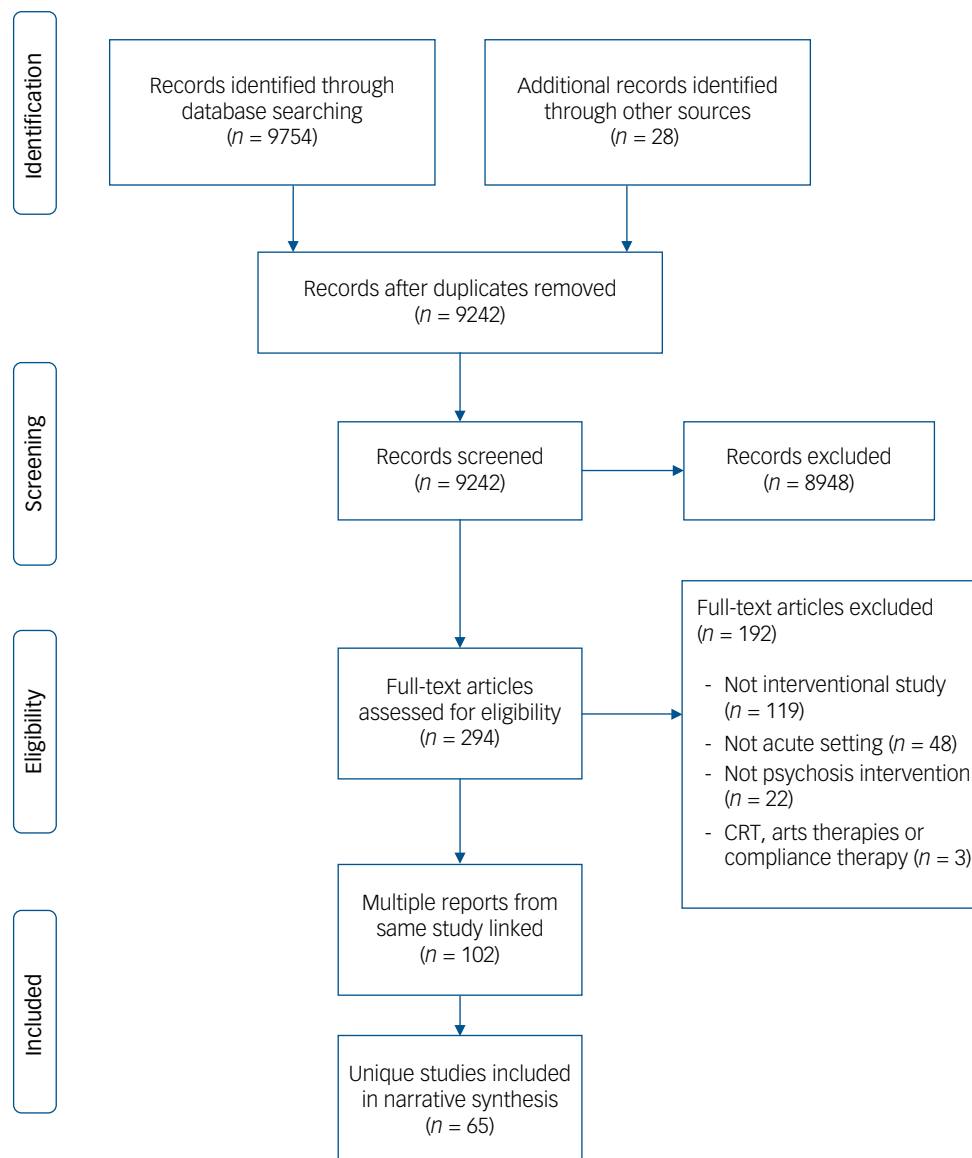 Identification
Records identified through
database searching
(n = 9754)
Additional records identified
through other sources
(n = 28)
Records after duplicates removed
(n = 9242)
Screening
Records screened
(n = 9242)
Records excluded
(n = 8948)
Eligibility
Full-text articles
assessed for eligibility
(n = 294)
Full-text articles excluded
(n = 192)
- Not interventional study
(n = 119)
- Not acute setting (n = 48)
- Not psychosis intervention
(n = 22)
- CRT, arts therapies or
compliance therapy (n = 3)
Included
Multiple reports from
same study linked
(n = 102)
Unique studies included
in narrative synthesis
(n = 65)